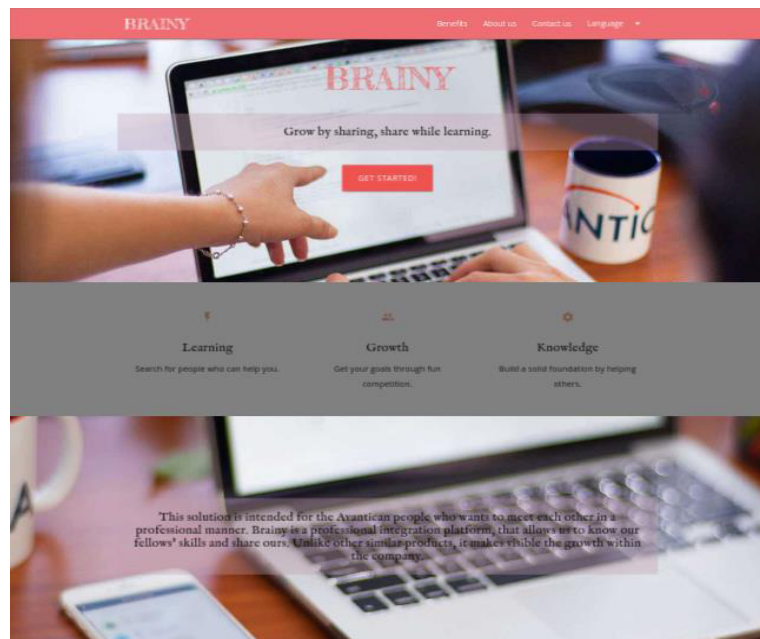 BRAINY
Benefits About us Contact us Language
BRAINY
Grow by sharing, share while learning.
GET STARTED!
ANTIC
Learning
Search for people who can help you.
Growth
Get your goals through fun
competition.
Knowledge
Build a solid foundation by helping
others.
This solution is intended for the Avantican people who wants to meet each other in a
professional manner. Brainy is a professional integration platform, that allows us to know our
fellows' skills and share ours. Unlike other similar products, it makes visible the growth within
the company.